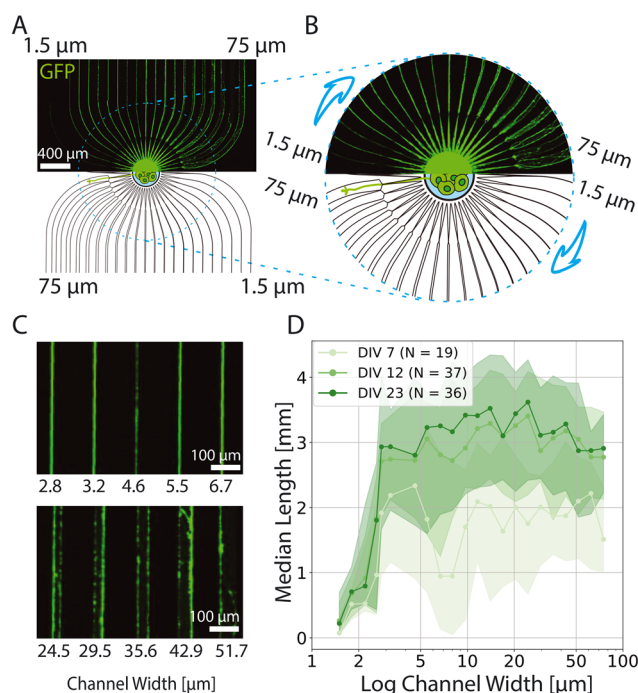 A
B
1.5 µm
75 µm
GFP
400 µm
75 µm
1.5 µm
1.5 µm
75 µm
75 µm
1.5 µm
C
100 µm
2.8 3.2 4.6 5.5 6.7
100 µm
24.5 29.5 35.6 42.9 51.7
Channel Width [µm]
D
DIV 7 (N = 19)
DIV 12 (N = 37)
DIV 23 (N = 36)
Median Length [mm]
4
3
2
1
0
1 2 5 10 20 50 100
Log Channel Width [µm]